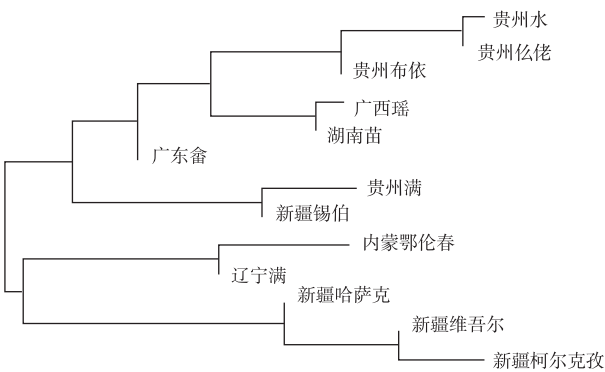 贵州水
贵州仫佬
贵州布依
广西瑶
湖南苗
广东畲
贵州满
新疆锡伯
内蒙鄂伦春
辽宁满
新疆哈萨克
新疆维吾尔
新疆柯尔克孜